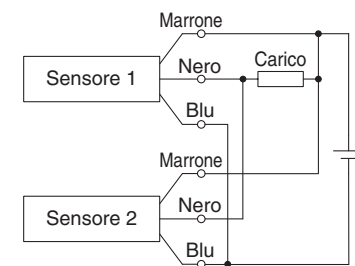 Marrone
Nero
Carico
Sensore 1
Blu
Marrone
Nero
Sensore 2
Blu